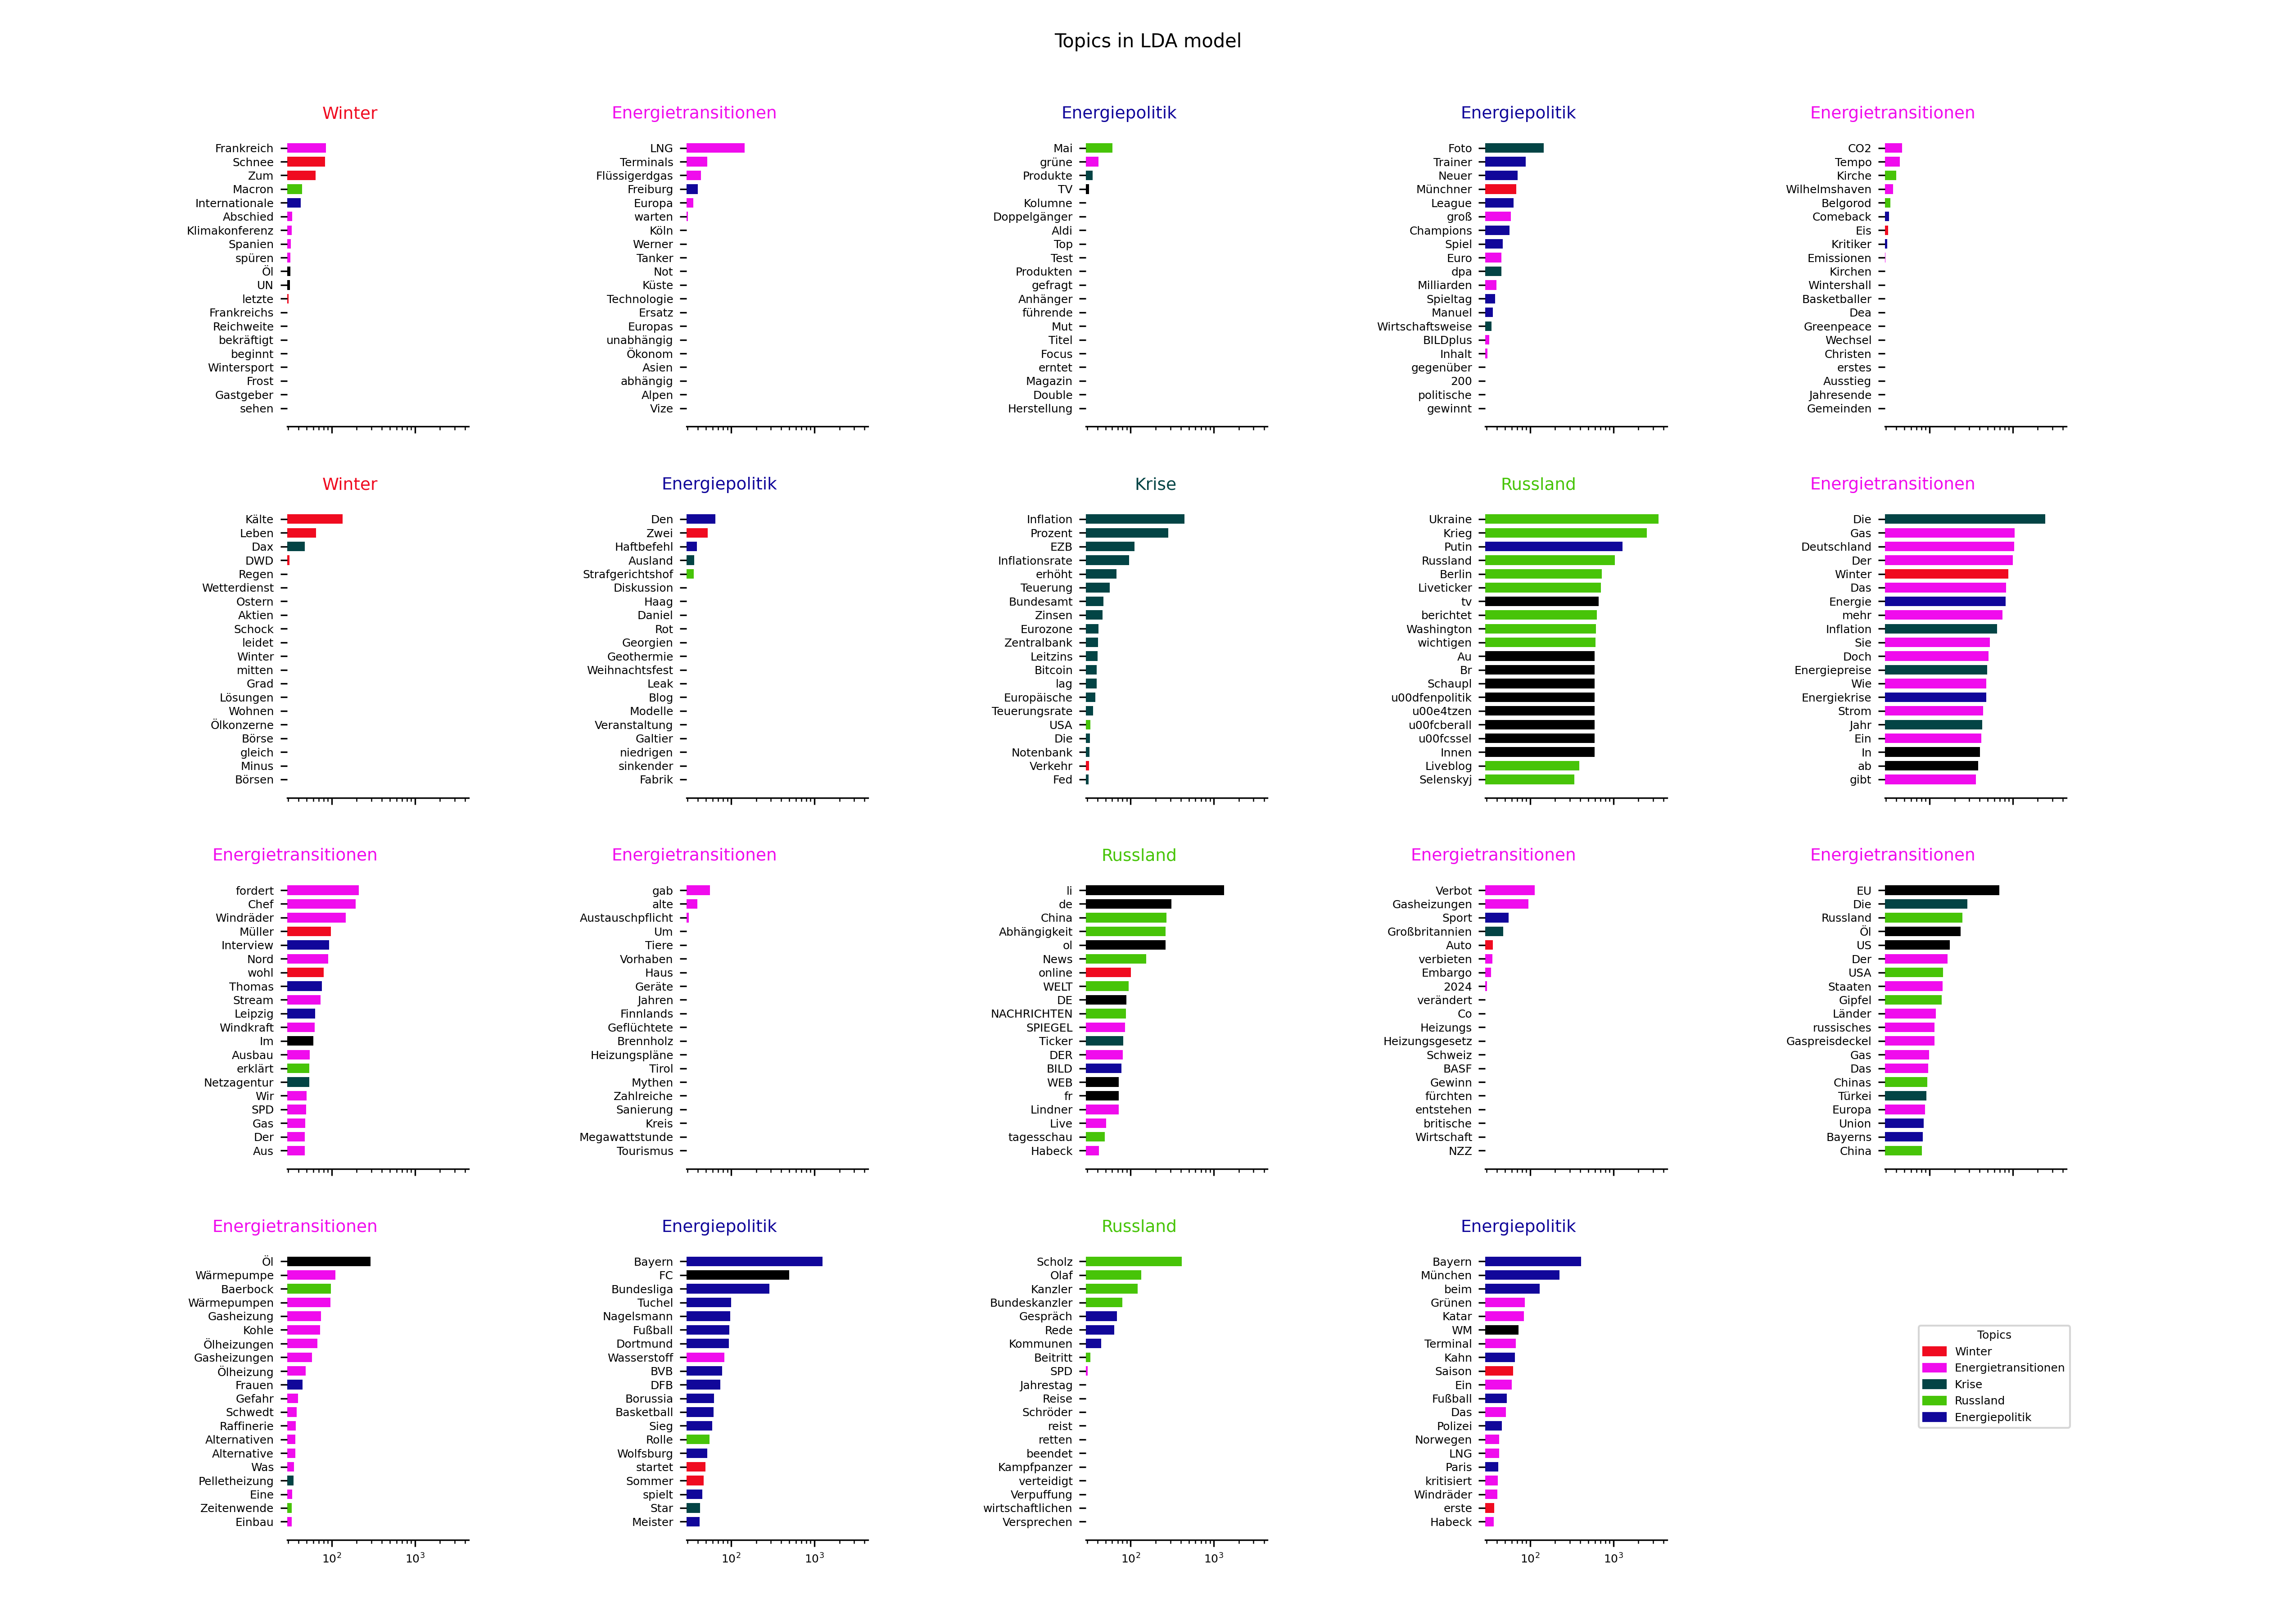 Topics in LDA model
Winter
Frankreich
Schnee
Zum
Macron
Internationale
Abschied
Klimakonferenz
Spanien
spüren
Öl
UN
letzte
Frankreichs
Reichweite
bekräftigt
beginnt
Wintersport
Frost
Gastgeber
sehen
Energietransitionen
LNG
Terminals
Flüssigerdgas
Freiburg
Europa
warten
Köln
Werner
Tanker
Not
Küste
Technologie
Ersatz
Europas
unabhängig
Ökonom
Asien
abhängig
Alpen
Vize
Energiepolitik
Mai
grüne
Produkte
TV
Kolumne
Doppelgänger
Aldi
Top
Test
Produkten
gefragt
Anhänger
führende
Mut
Titel
Focus
erntet
Magazin
Double
Herstellung
Energiepolitik
Foto
Trainer
Neuer
Münchner
League
groß
Champions
Spiel
Euro
dpa
Milliarden
Spieltag
Manuel
Wirtschaftsweise
BILDplus
Inhalt
gegenüber
200
politische
gewinnt
Energietransitionen
CO2
Tempo
Kirche
Wilhelmshaven
Belgorod
Comeback
Eis
Kritiker
Emissionen
Kirchen
Wintershall
Basketballer
Dea
Greenpeace
Wechsel
Christen
erstes
Ausstieg
Jahresende
Gemeinden
Winter
Kälte
Leben
Dax
DWD
Regen
Wetterdienst
Ostern
Aktien
Schock
leidet
Winter
mitten
Grad
Lösungen
Wohnen
Ölkonzerne
Börse
gleich
Minus
Börsen
Energiepolitik
Den
Zwei
Haftbefehl
Ausland
Strafgerichtshof
Diskussion
Haag
Daniel
Rot
Georgien
Geothermie
Weihnachtsfest
Leak
Blog
Modelle
Veranstaltung
Galtier
niedrigen
sinkender
Fabrik
Krise
Inflation
Prozent
EZB
Inflationsrate
erhöht
Teuerung
Bundesamt
Zinsen
Eurozone
Zentralbank
Leitzins
Bitcoin
lag
Europäische
Teuerungsrate
USA
Die
Notenbank
Verkehr
Fed
Russland
Ukraine
Krieg
Putin
Russland
Berlin
Liveticker
tv
berichtet
Washington
wichtigen
Au
Br
Schaupl
u00dfenpolitik
u00e4tzen
u00fcberall
u00fcssel
Innen
Liveblog
Selenskyj
Energietransitionen
Die
Gas
Deutschland
Der
Winter
Das
Energie
mehr
Inflation
Sie
Doch
Energiepreise
Wie
Energiekrise
Strom
Jahr
Ein
In
ab
gibt
Energietransitionen
fordert
Chef
Windräder
Müller
Interview
Nord
wohl
Thomas
Stream
Leipzig
Windkraft
Im
Ausbau
erklärt
Netzagentur
Wir
SPD
Gas
Der
Aus
Energietransitionen
gab
alte
Austauschpflicht
Um
Tiere
Vorhaben
Haus
Geräte
Jahren
Finnlands
Geflüchtete
Brennholz
Heizungspläne
Tirol
Mythen
Zahlreiche
Sanierung
Kreis
Megawattstunde
Tourismus
Russland
li
de
China
Abhängigkeit
ol
News
online
WELT
DE
NACHRICHTEN
SPIEGEL
Ticker
DER
BILD
WEB
fr
Lindner
Live
tagesschau
Habeck
Energietransitionen
Verbot
Gasheizungen
Sport
Großbritannien
Auto
verbieten
Embargo
2024
verändert
Co
Heizungs
Heizungsgesetz
Schweiz
BASF
Gewinn
fürchten
entstehen
britische
Wirtschaft
NZZ
Energietransitionen
EU
Die
Russland
Öl
US
Der
USA
Staaten
Gipfel
Länder
russisches
Gaspreisdeckel
Gas
Das
Chinas
Türkei
Europa
Union
Bayerns
China
Energietransitionen
Öl
Wärmepumpe
Baerbock
Wärmepumpen
Gasheizung
Kohle
Ölheizungen
Gasheizungen
Ölheizung
Frauen
Gefahr
Schwedt
Raffinerie
Alternativen
Alternative
Was
Pelletheizung
Eine
Zeitenwende
Einbau
10² 10³
Energiepolitik
Bayern
FC
Bundesliga
Tuchel
Nagelsmann
Fußball
Dortmund
Wasserstoff
BVB
DFB
Borussia
Basketball
Sieg
Rolle
Wolfsburg
startet
Sommer
spielt
Star
Meister
10² 10³
Russland
Scholz
Olaf
Kanzler
Bundeskanzler
Gespräch
Rede
Kommunen
Beitritt
SPD
Jahrestag
Reise
Schröder
reist
retten
beendet
Kampfpanzer
verteidigt
Verpuffung
wirtschaftlichen
Versprechen
10² 10³
Energiepolitik
Bayern
München
beim
Grünen
Katar
WM
Terminal
Kahn
Saison
Ein
Fußball
Das
Polizei
Norwegen
LNG
Paris
kritisiert
Windräder
erste
Habeck
10² 10³
Topics
Winter
Energietransitionen
Krise
Russland
Energiepolitik